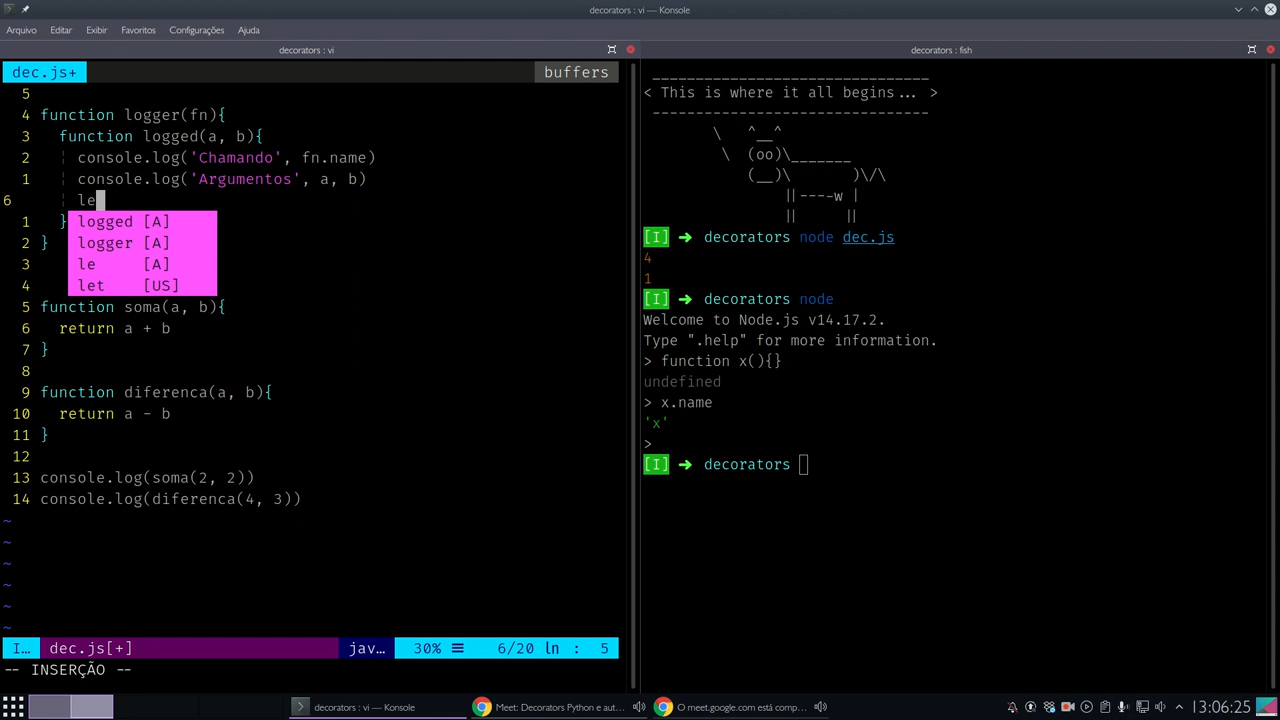 decorators : vi — Konsole
Arquivo Editar Exibir Favoritos Configurações Ajuda
decorators : vi
dec.js+ buffers
5
4 function logger(fn){
3 function logged(a, b){
2 console.log('Chamando', fn.name)
1 console.log('Argumentos', a, b)
6 le
1 }
logged [A]
2 }
logger [A]
3
le [A]
4
let [US]
5 function soma(a, b){
6 return a + b
7 }
8
9 function diferenca(a, b){
10 return a - b
11 }
12
13 console.log(soma(2, 2))
14 console.log(diferenca(4, 3))
~
~
~
~
~
~
I… dec.js[+] jav… 30% ☰ 6/20 ln : 5
-- INSERÇÃO --
decorators : fish
_______________________________
< This is where it all begins... >
-------------------------------
\ ^__^
\ (oo)\_______
(__)\ )\/\
||----w |
|| ||
[I] ➜ decorators node dec.js
4
1
[I] ➜ decorators node
Welcome to Node.js v14.17.2.
Type ".help" for more information.
> function x(){}
undefined
> x.name
'x'
>
[I] ➜ decorators
decorators : vi — Konsole
Meet: Decorators Python e aut…
O meet.google.com está comp…
13:06:25